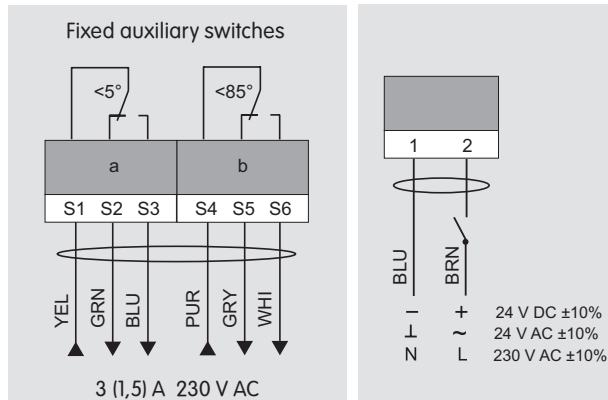 Fixed auxiliary switches
<5° <85°
a b
S1 S2 S3 S4 S5 S6
YEL GRN BLU PUR GRY WHI
3 (1,5) A 230 V AC
1 2
BLU BRN
− + 24 V DC ±10%
⊥ ~ 24 V AC ±10%
N L 230 V AC ±10%